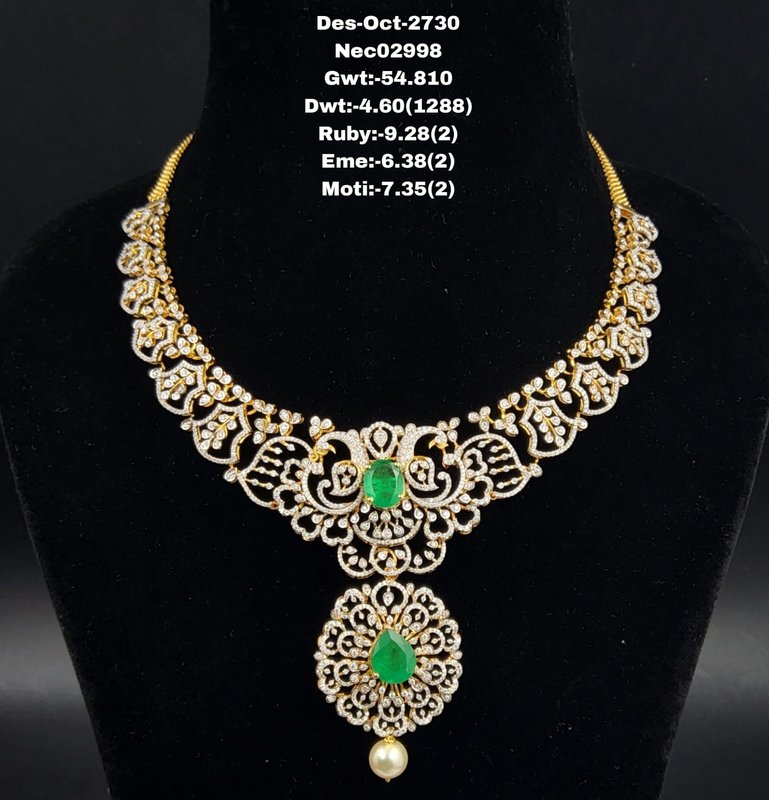 Des-Oct-2730
Nec02998
Gwt:-54.810
Dwt:-4.60(1288)
Ruby:-9.28(2)
Eme:-6.38(2)
Moti:-7.35(2)